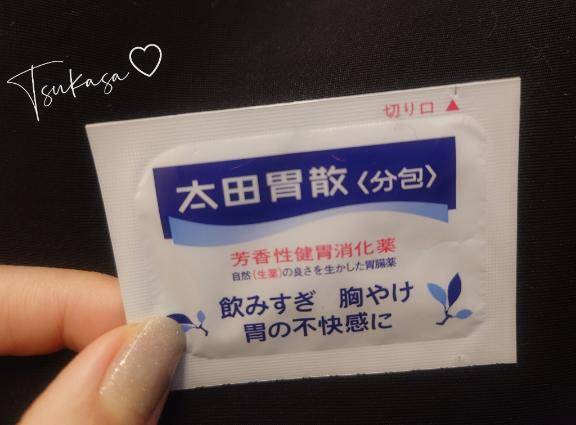 Tsukasa♡
切り口▲
太田胃散〈分包〉
芳香性健胃消化薬
自然(生薬)の良さを生かした胃腸薬
飲みすぎ 胸やけ
胃の不快感に